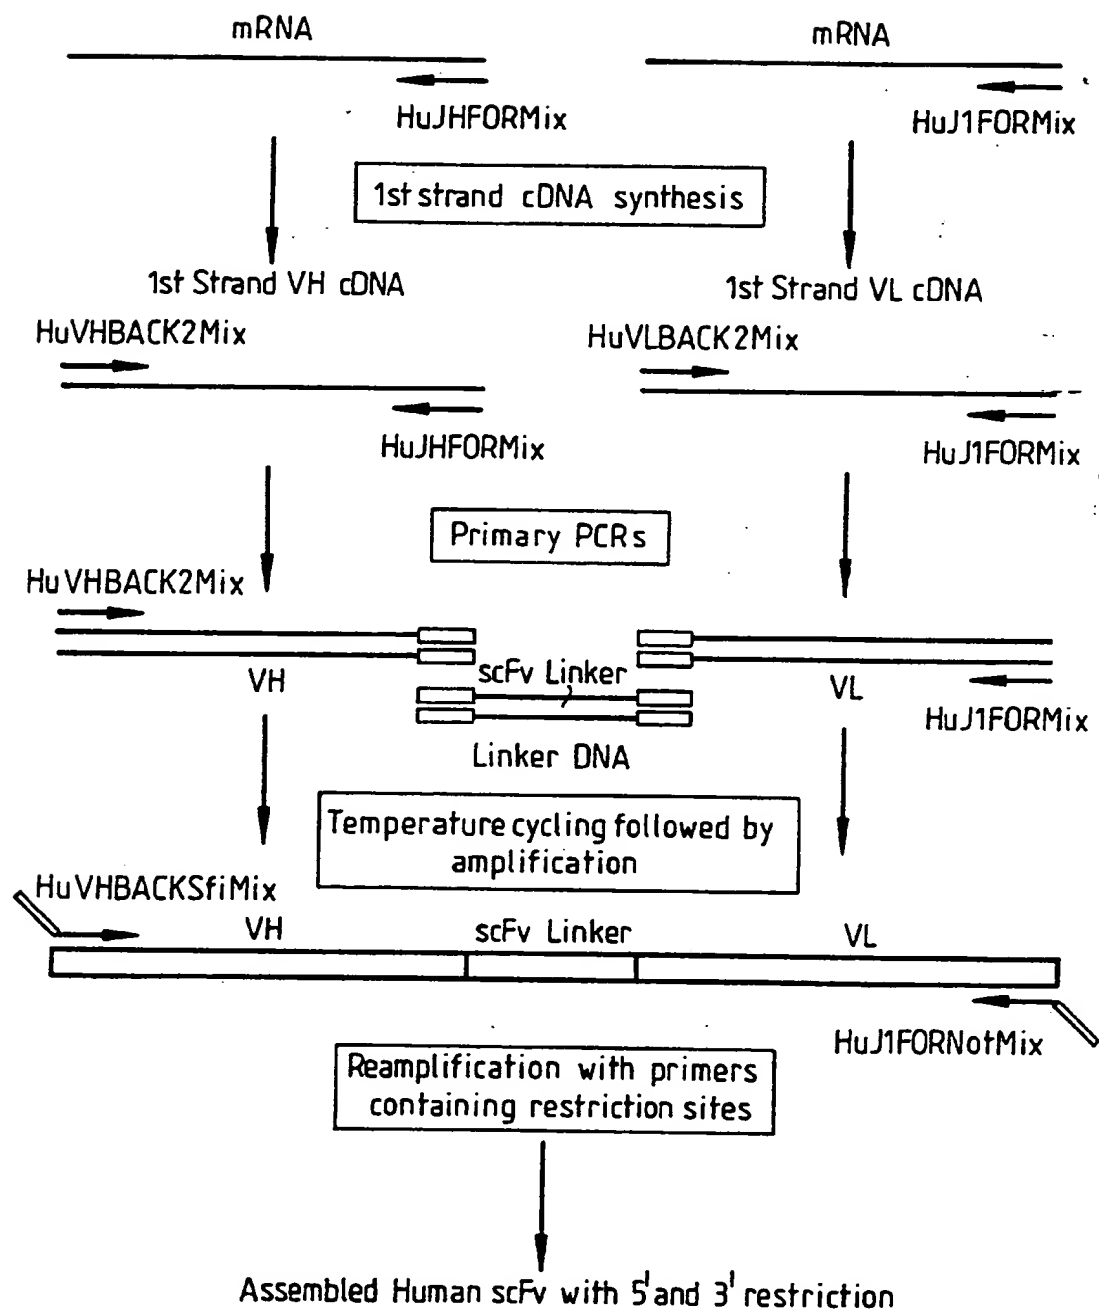 mRNA
mRNA
HuJHFORMix
HuJ1FORMix
1st strand cDNA synthesis
1st Strand VH cDNA
1st Strand VL cDNA
HuVHBACK2Mix
HuVLBACK2Mix
HuJHFORMix
HuJ1FORMix
Primary PCRs
HuVHBACK2Mix
VH
scFv Linker
VL
HuJ1FORMix
Linker DNA
Temperature cycling followed by
amplification
HuVHBACKSfiMix
VH
scFv Linker
VL
HuJ1FORNotMix
Reamplification with primers
containing restriction sites
Assembled Human scFv with 5' and 3' restriction